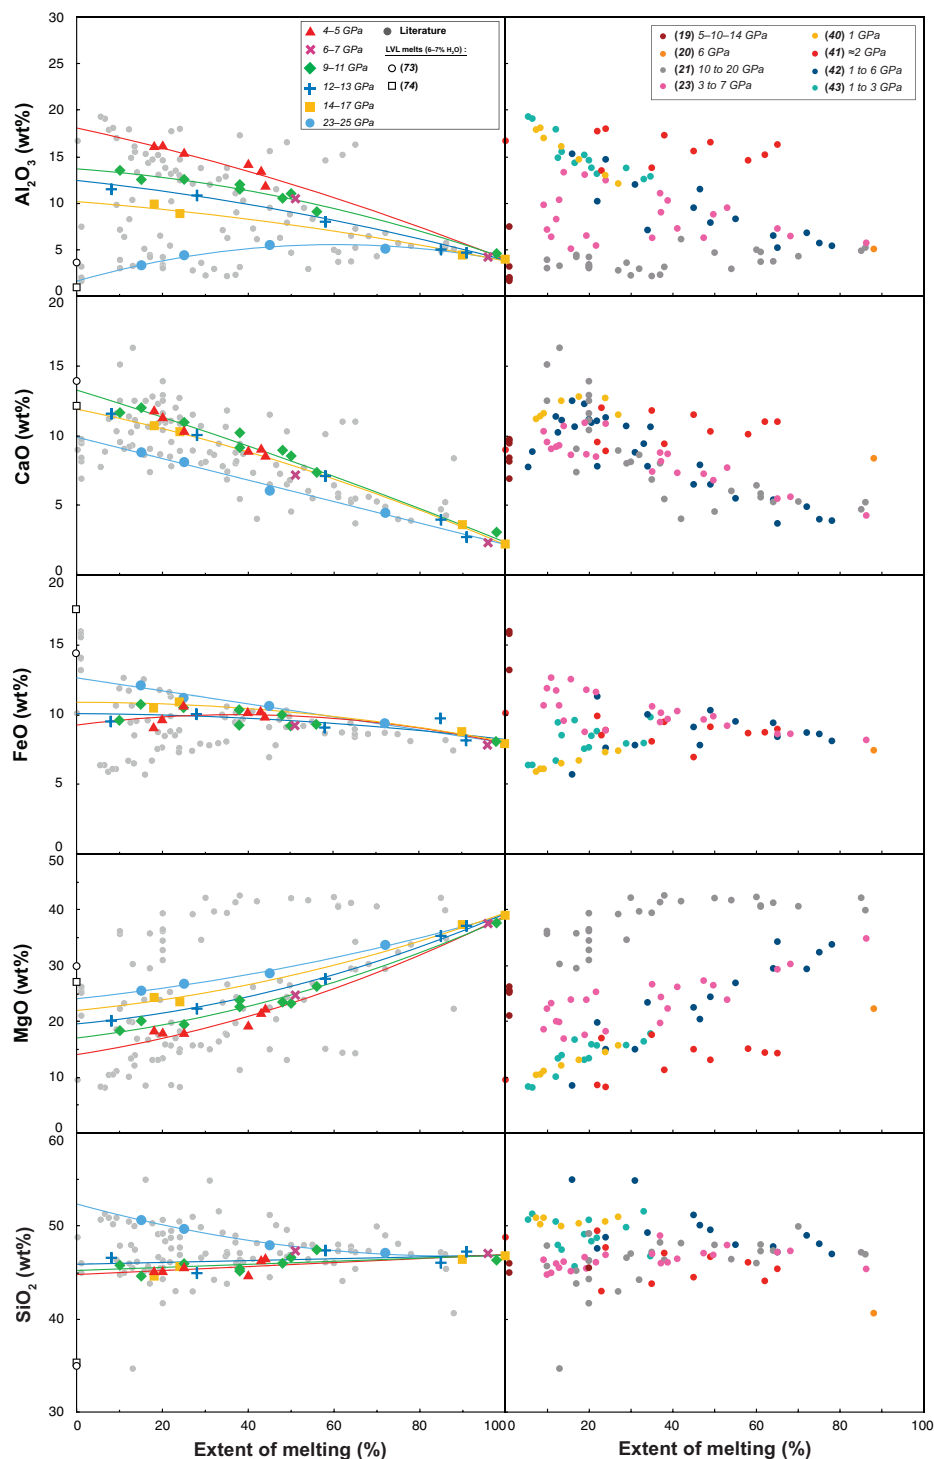 30
25
20
15
10
5
0
Al2O3 (wt%)
4–5 GPa
6–7 GPa
9–11 GPa
12–13 GPa
14–17 GPa
23–25 GPa
Literature
LVL melts (6–7% H2O) :
(73)
(74)
(19) 5–10–14 GPa
(20) 6 GPa
(21) 10 to 20 GPa
(23) 3 to 7 GPa
(40) 1 GPa
(41) ≈2 GPa
(42) 1 to 6 GPa
(43) 1 to 3 GPa
20
15
10
5
0
CaO (wt%)
20
15
10
5
0
FeO (wt%)
50
40
30
20
10
0
MgO (wt%)
60
50
40
30
SiO2 (wt%)
0 20 40 60 80 100
0 20 40 60 80 100
Extent of melting (%)
Extent of melting (%)